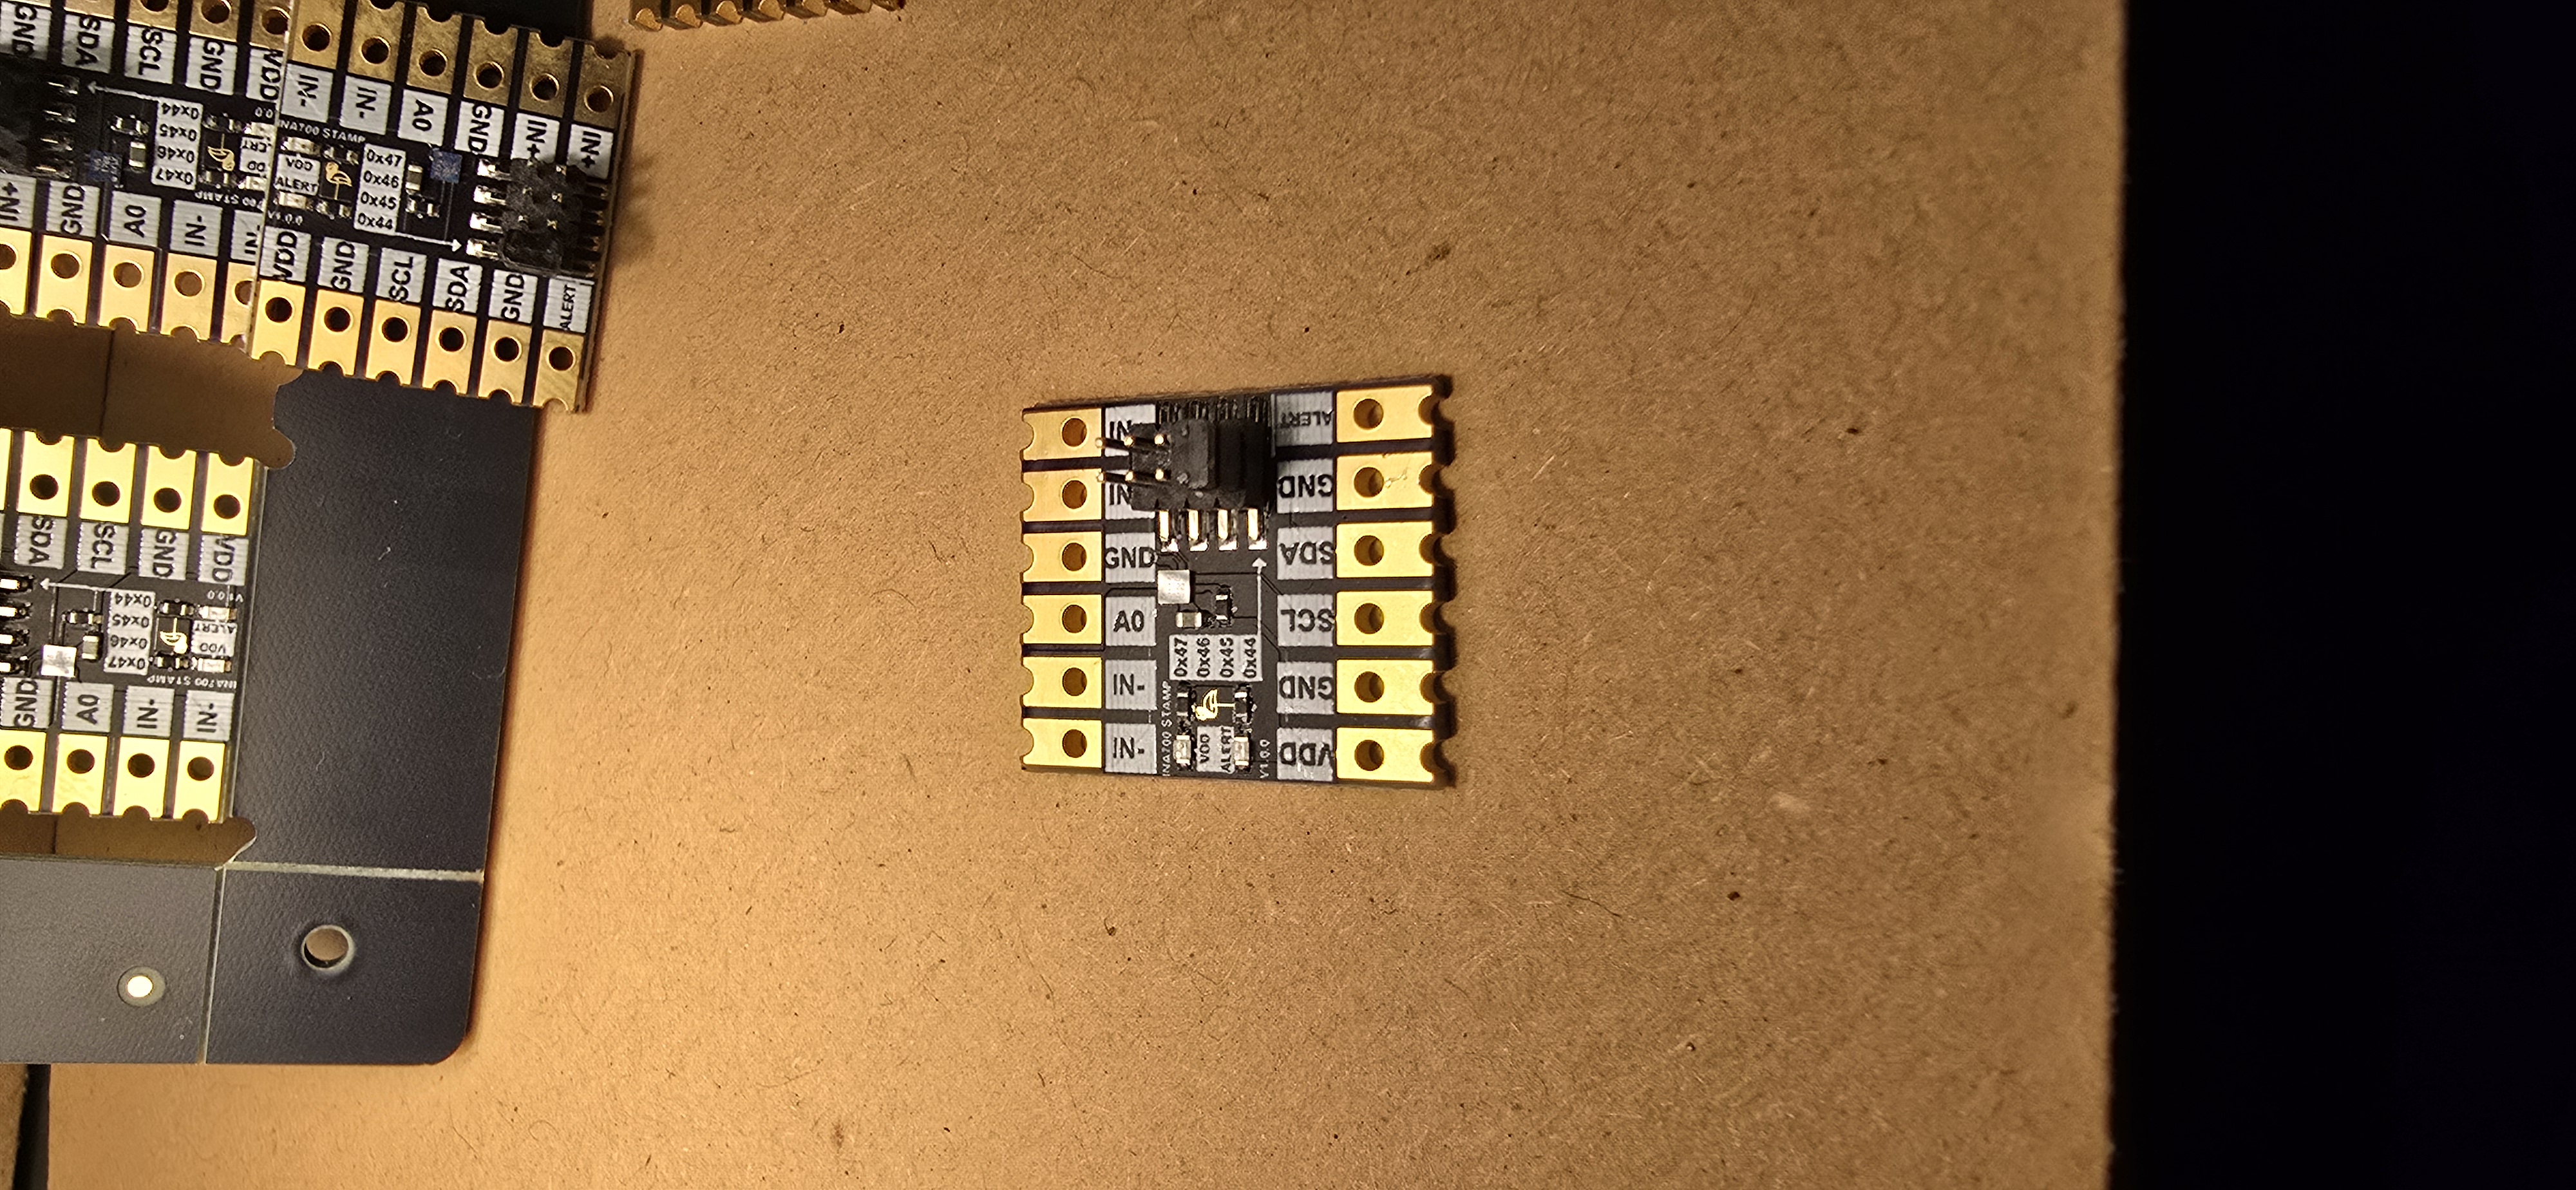 GND
SDA
SCL
GND
VDD
0x44
0x45
0x46
0x47
IN+
GND
A0
IN-
IN-
IN-
A0
GND
IN+
IN+
INA700 STAMP
VDD
ALERT
0x47
0x46
0x45
0x44
V1.0.0
VDD
GND
SCL
SDA
GND
ALERT
SDA
SCL
GND
VDD
V1.0.0
0x44
0x45
0x46
0x47
ALERT
VDD
INA700 STAMP
GND
A0
IN-
IN-
ALERT
GND
GND
SDA
A0
SCL
0x47
0x46
0x45
0x44
IN-
GND
INA700 STAMP
VDD
ALERT
V1.0.0
IN-
VDD